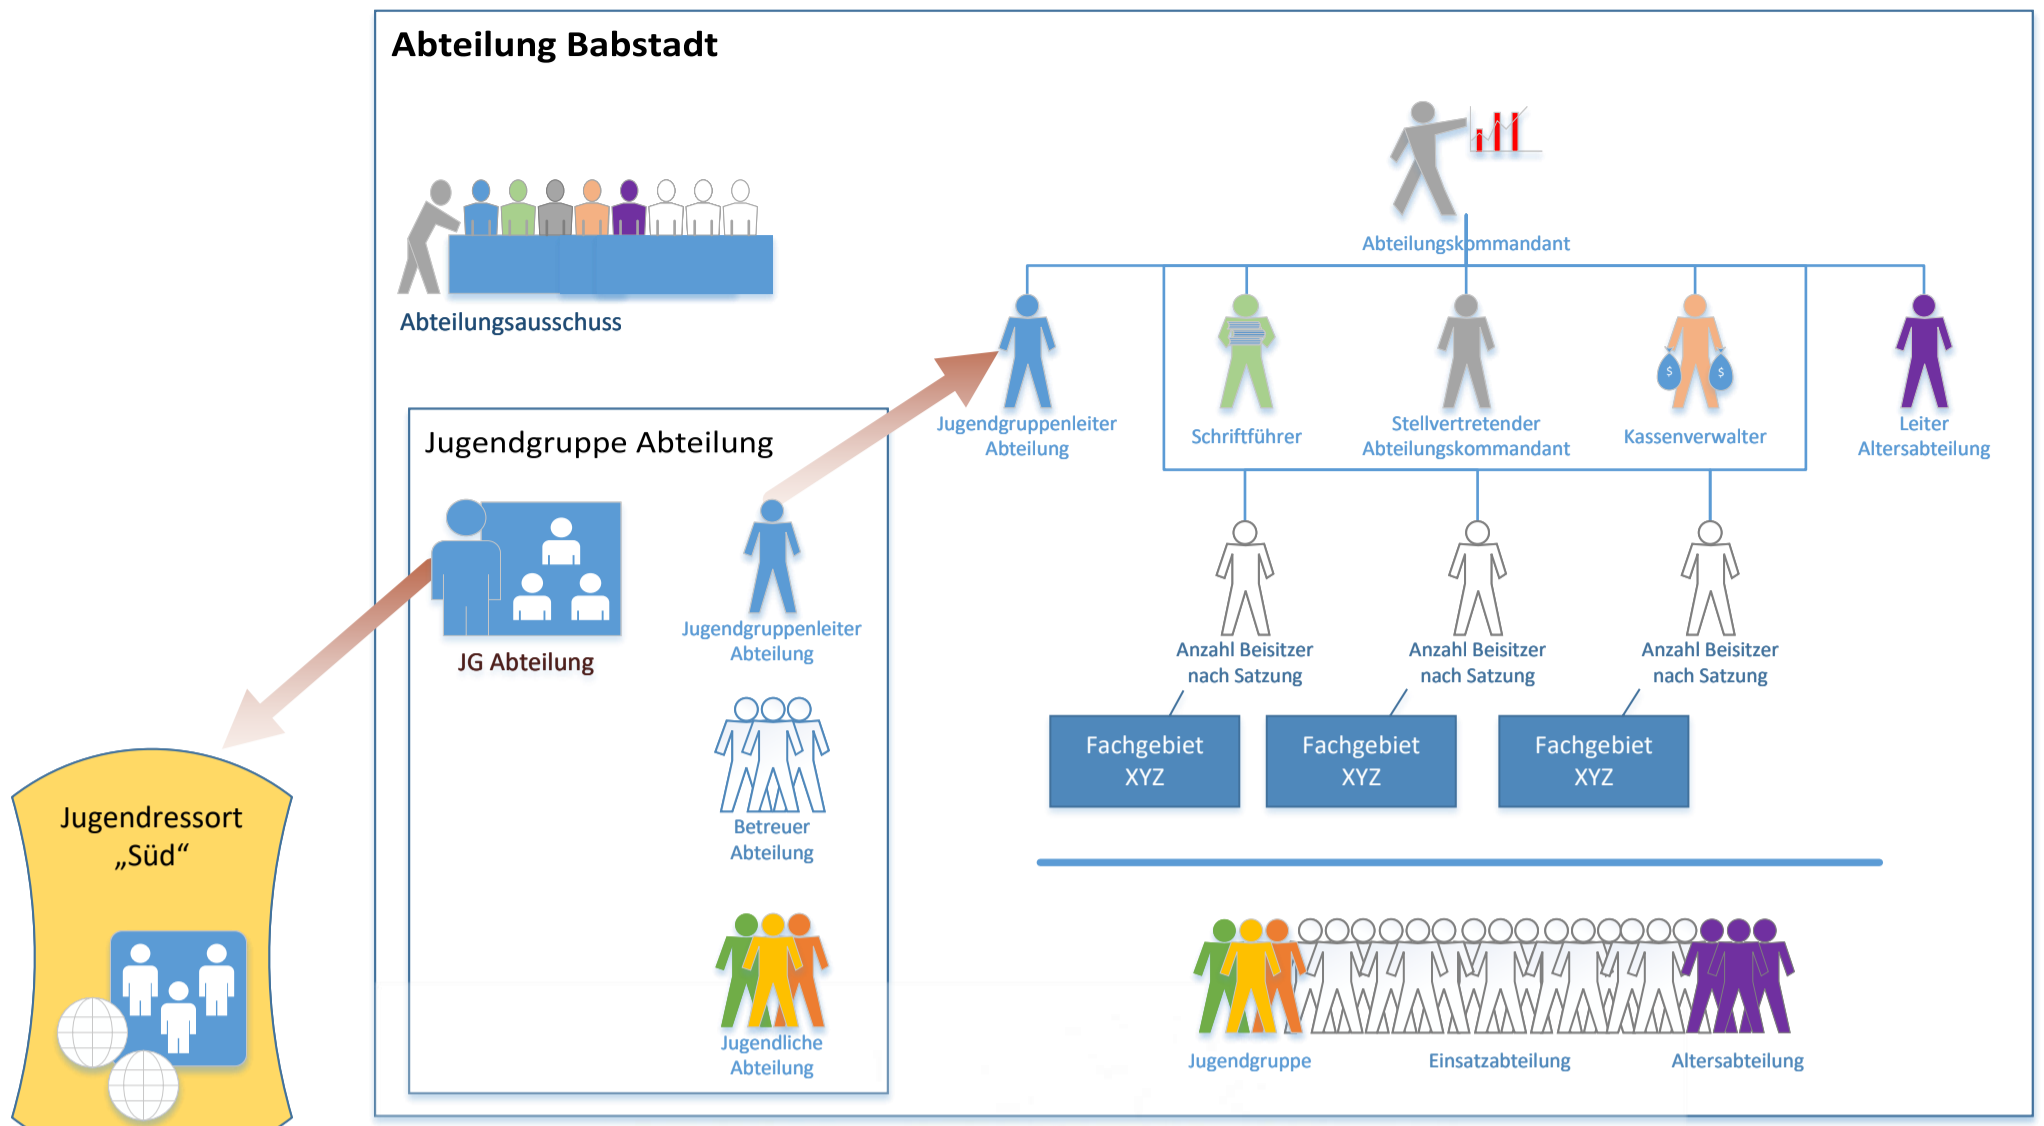 Abteilung Babstadt
Abteilungskommandant
Abteilungsausschuss
Jugendgruppenleiter
Abteilung
Schriftführer
Stellvertretender
Abteilungskommandant
$
$
Kassenverwalter
Leiter
Altersabteilung
Jugendgruppe Abteilung
JG Abteilung
Jugendgruppenleiter
Abteilung
Betreuer
Abteilung
Jugendliche
Abteilung
Anzahl Beisitzer
nach Satzung
Anzahl Beisitzer
nach Satzung
Anzahl Beisitzer
nach Satzung
Fachgebiet
XYZ
Fachgebiet
XYZ
Fachgebiet
XYZ
Jugendgruppe
Einsatzabteilung
Altersabteilung
Jugendressort
„Süd“